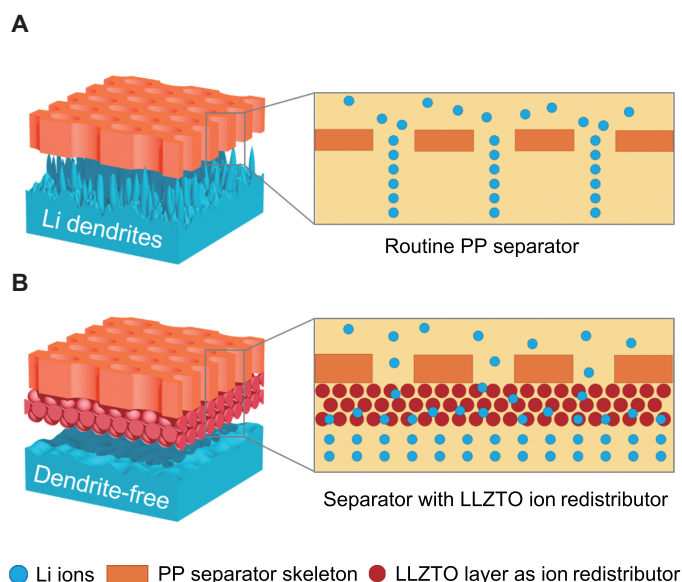 A
Li dendrites
Routine PP separator
B
Dendrite-free
Separator with LLZTO ion redistributor
Li ions PP separator skeleton LLZTO layer as ion redistributor